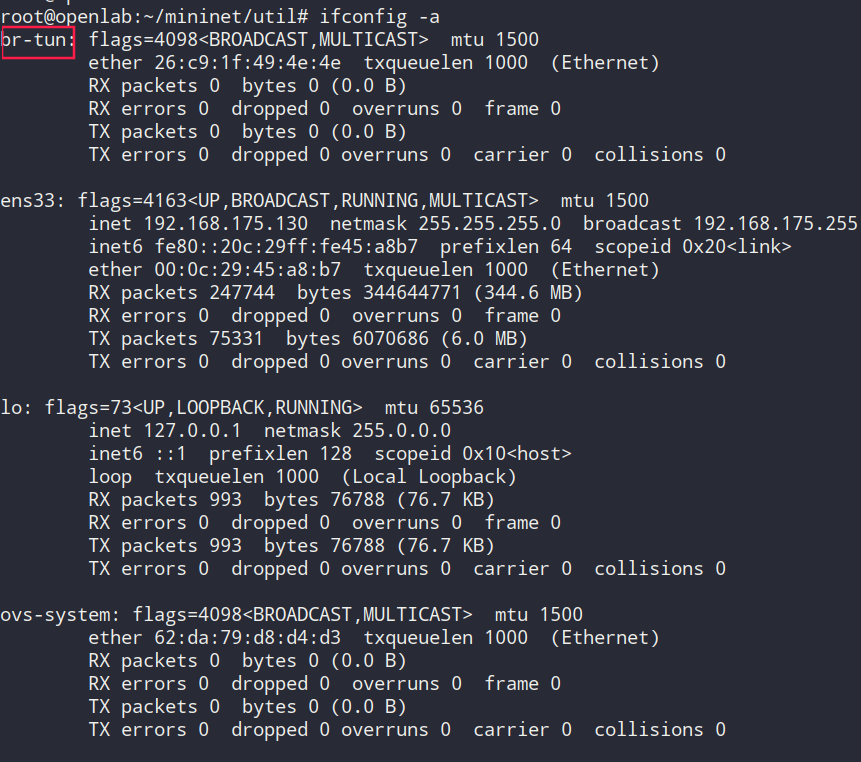 root@openlab:~/mininet/util# ifconfig -a
br-tun: flags=4098<BROADCAST,MULTICAST>  mtu 1500
        ether 26:c9:1f:49:4e:4e  txqueuelen 1000  (Ethernet)
        RX packets 0  bytes 0 (0.0 B)
        RX errors 0  dropped 0  overruns 0  frame 0
        TX packets 0  bytes 0 (0.0 B)
        TX errors 0  dropped 0 overruns 0  carrier 0  collisions 0

ens33: flags=4163<UP,BROADCAST,RUNNING,MULTICAST>  mtu 1500
        inet 192.168.175.130  netmask 255.255.255.0  broadcast 192.168.175.255
        inet6 fe80::20c:29ff:fe45:a8b7  prefixlen 64  scopeid 0x20<link>
        ether 00:0c:29:45:a8:b7  txqueuelen 1000  (Ethernet)
        RX packets 247744  bytes 344644771 (344.6 MB)
        RX errors 0  dropped 0  overruns 0  frame 0
        TX packets 75331  bytes 6070686 (6.0 MB)
        TX errors 0  dropped 0 overruns 0  carrier 0  collisions 0

lo: flags=73<UP,LOOPBACK,RUNNING>  mtu 65536
        inet 127.0.0.1  netmask 255.0.0.0
        inet6 ::1  prefixlen 128  scopeid 0x10<host>
        loop  txqueuelen 1000  (Local Loopback)
        RX packets 993  bytes 76788 (76.7 KB)
        RX errors 0  dropped 0  overruns 0  frame 0
        TX packets 993  bytes 76788 (76.7 KB)
        TX errors 0  dropped 0 overruns 0  carrier 0  collisions 0

ovs-system: flags=4098<BROADCAST,MULTICAST>  mtu 1500
        ether 62:da:79:d8:d4:d3  txqueuelen 1000  (Ethernet)
        RX packets 0  bytes 0 (0.0 B)
        RX errors 0  dropped 0  overruns 0  frame 0
        TX packets 0  bytes 0 (0.0 B)
        TX errors 0  dropped 0 overruns 0  carrier 0  collisions 0